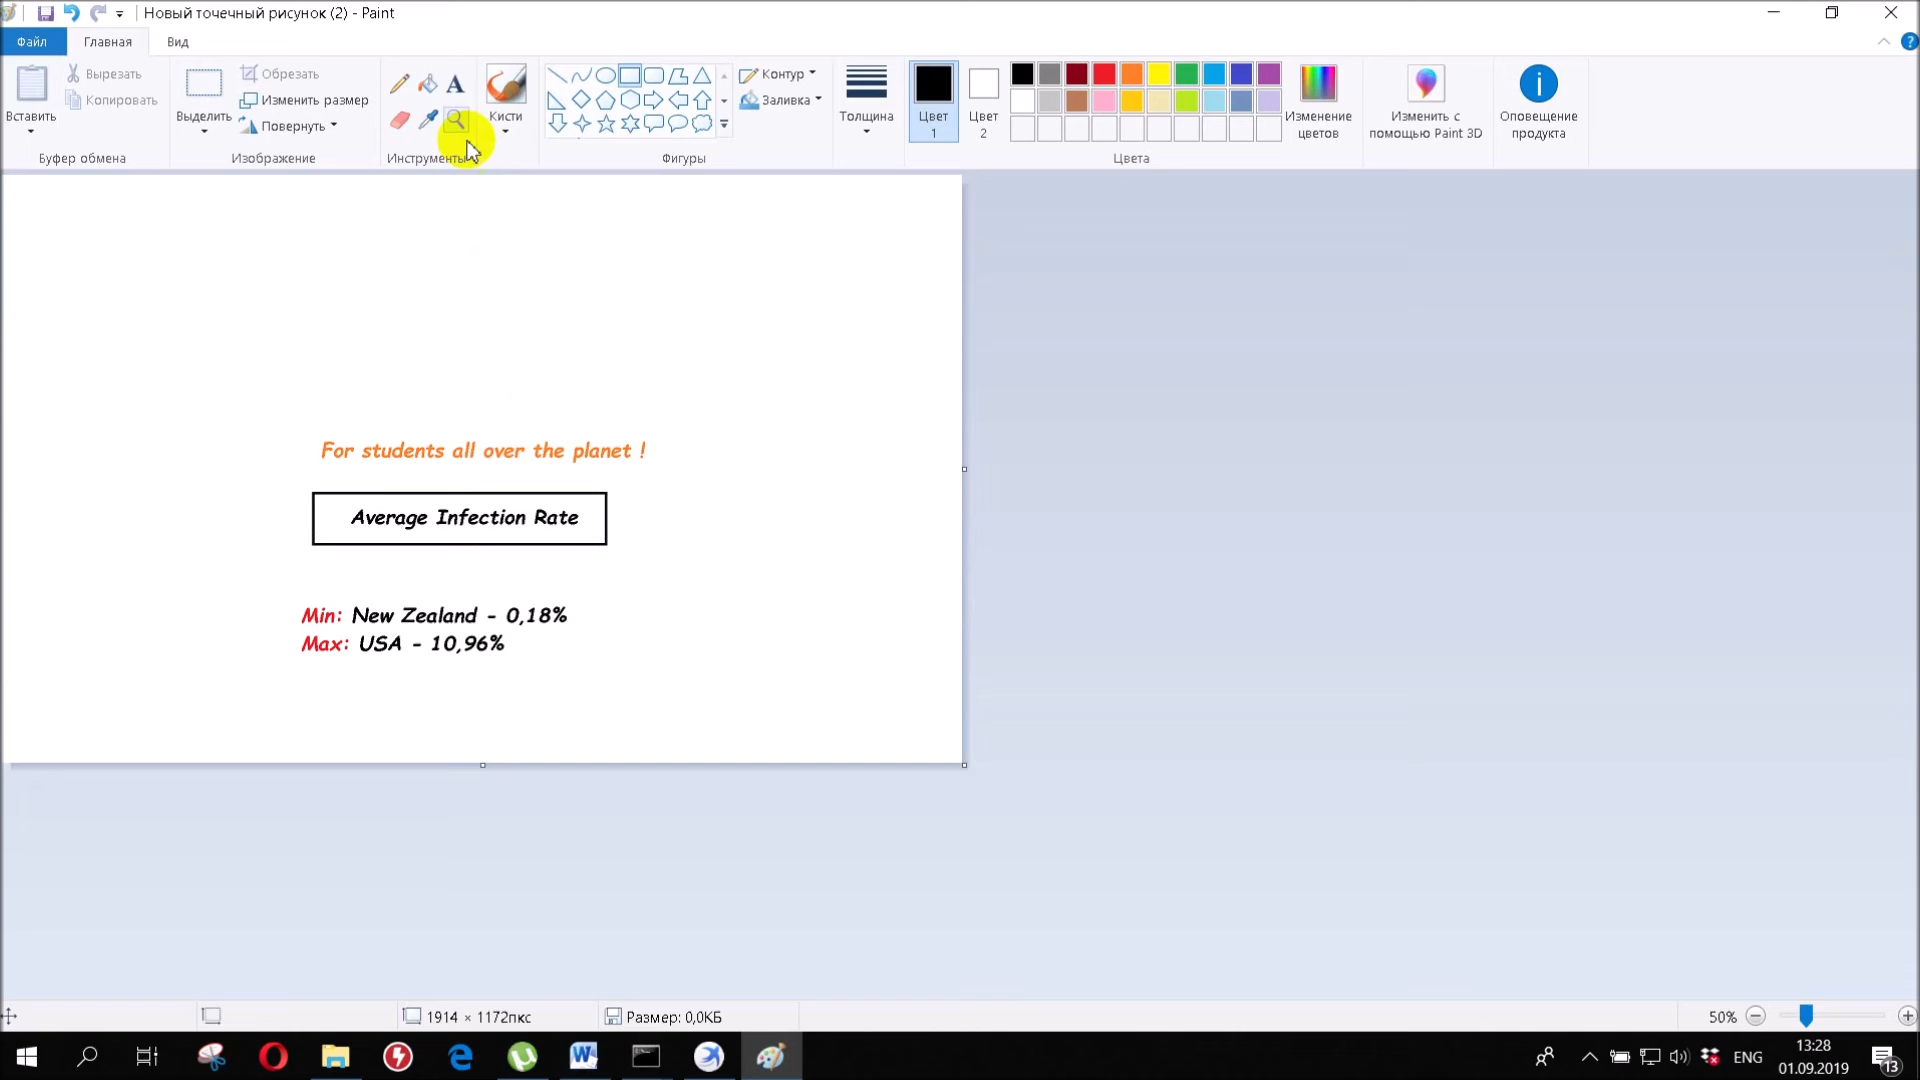 Новый точечный рисунок (2) - Paint
Файл
Главная
Вид
Вставить
Вырезать
Копировать
Буфер обмена
Выделить
Обрезать
Изменить размер
Повернуть
Изображение
A
Инструменты
Кисти
Фигуры
Контур
Заливка
Толщина
Цвет
1
Цвет
2
Цвета
Изменение
цветов
Изменить с
помощью Paint 3D
Оповещение
продукта
For students all over the planet !
Average Infection Rate
Min: New Zealand - 0,18%
Max: USA - 10,96%
1914 × 1172пкс
Размер: 0,0КБ
50%
ENG
13:28
01.09.2019
13